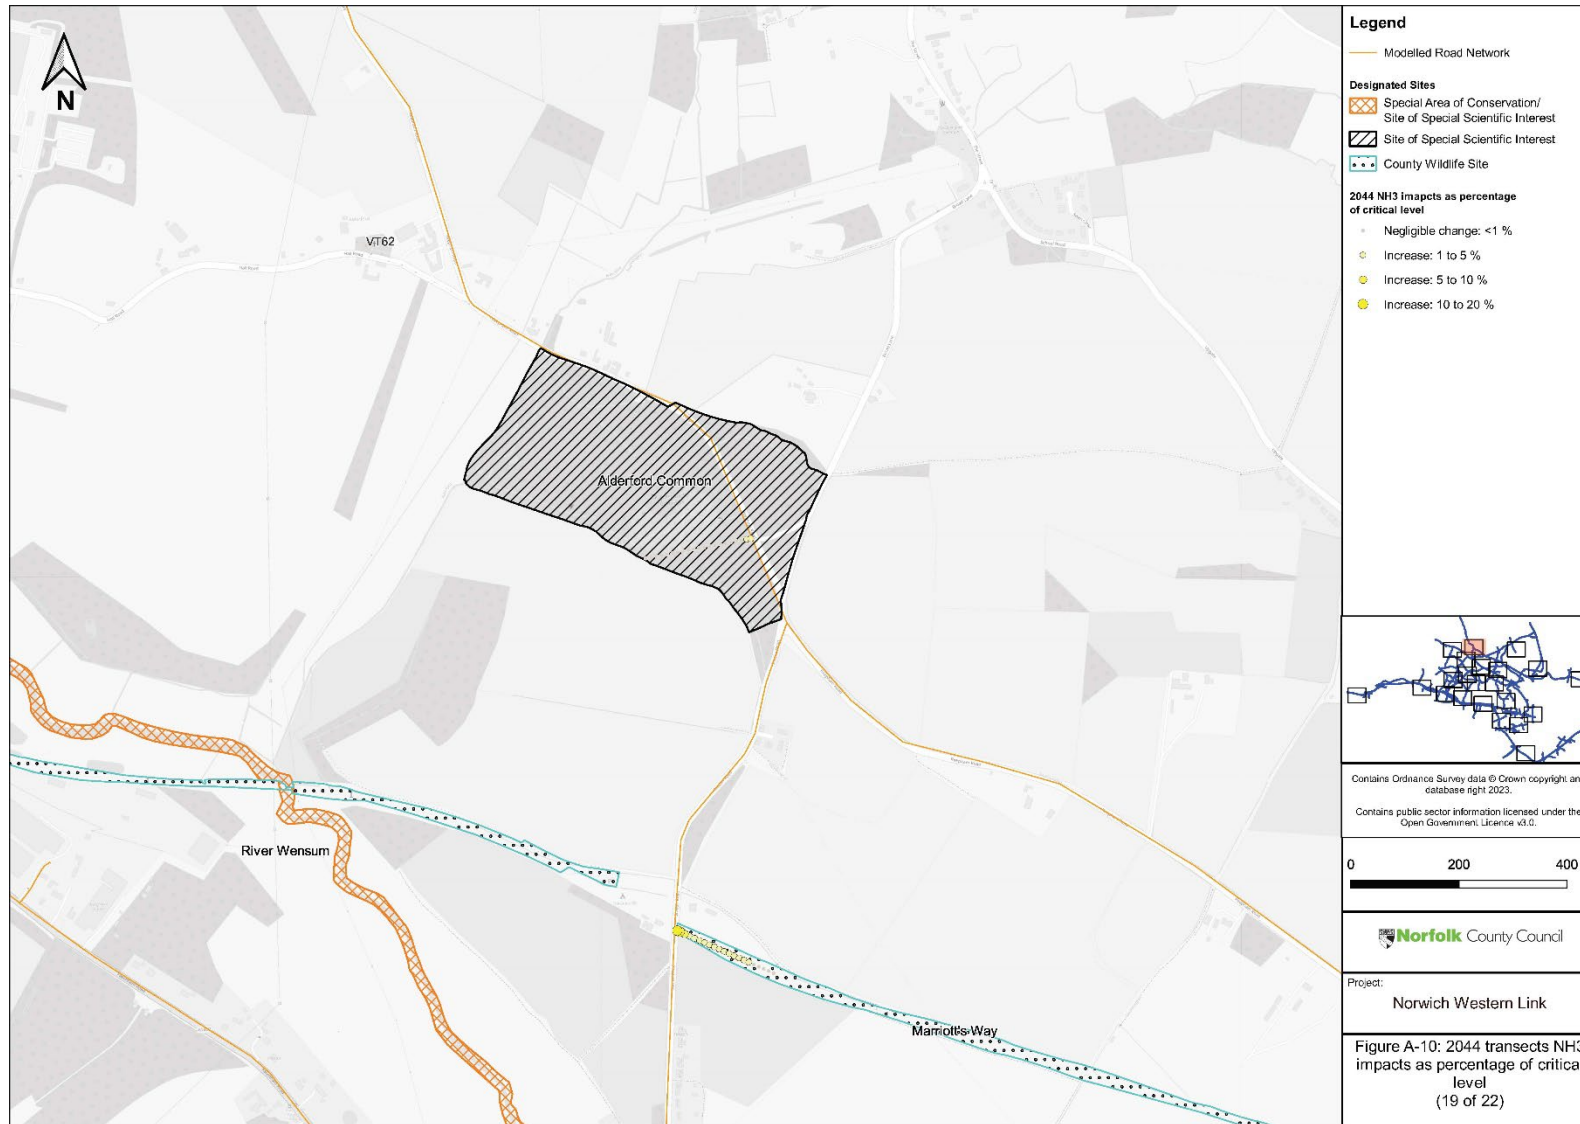 N
VT62
Alderford Common
River Wensum
Marriott's Way
Legend
Modelled Road Network
Designated Sites
Special Area of Conservation/
Site of Special Scientific Interest
Site of Special Scientific Interest
County Wildlife Site
2044 NH3 imapcts as percentage
of critical level
Negligible change: <1 %
Increase: 1 to 5 %
Increase: 5 to 10 %
Increase: 10 to 20 %
Contains Ordnance Survey data © Crown copyright an
database right 2023.
Contains public sector information licensed under the
Open Government Licence v3.0.
0 200 400
Norfolk County Council
Project:
Norwich Western Link
Figure A-10: 2044 transects NH3
impacts as percentage of critical
level
(19 of 22)